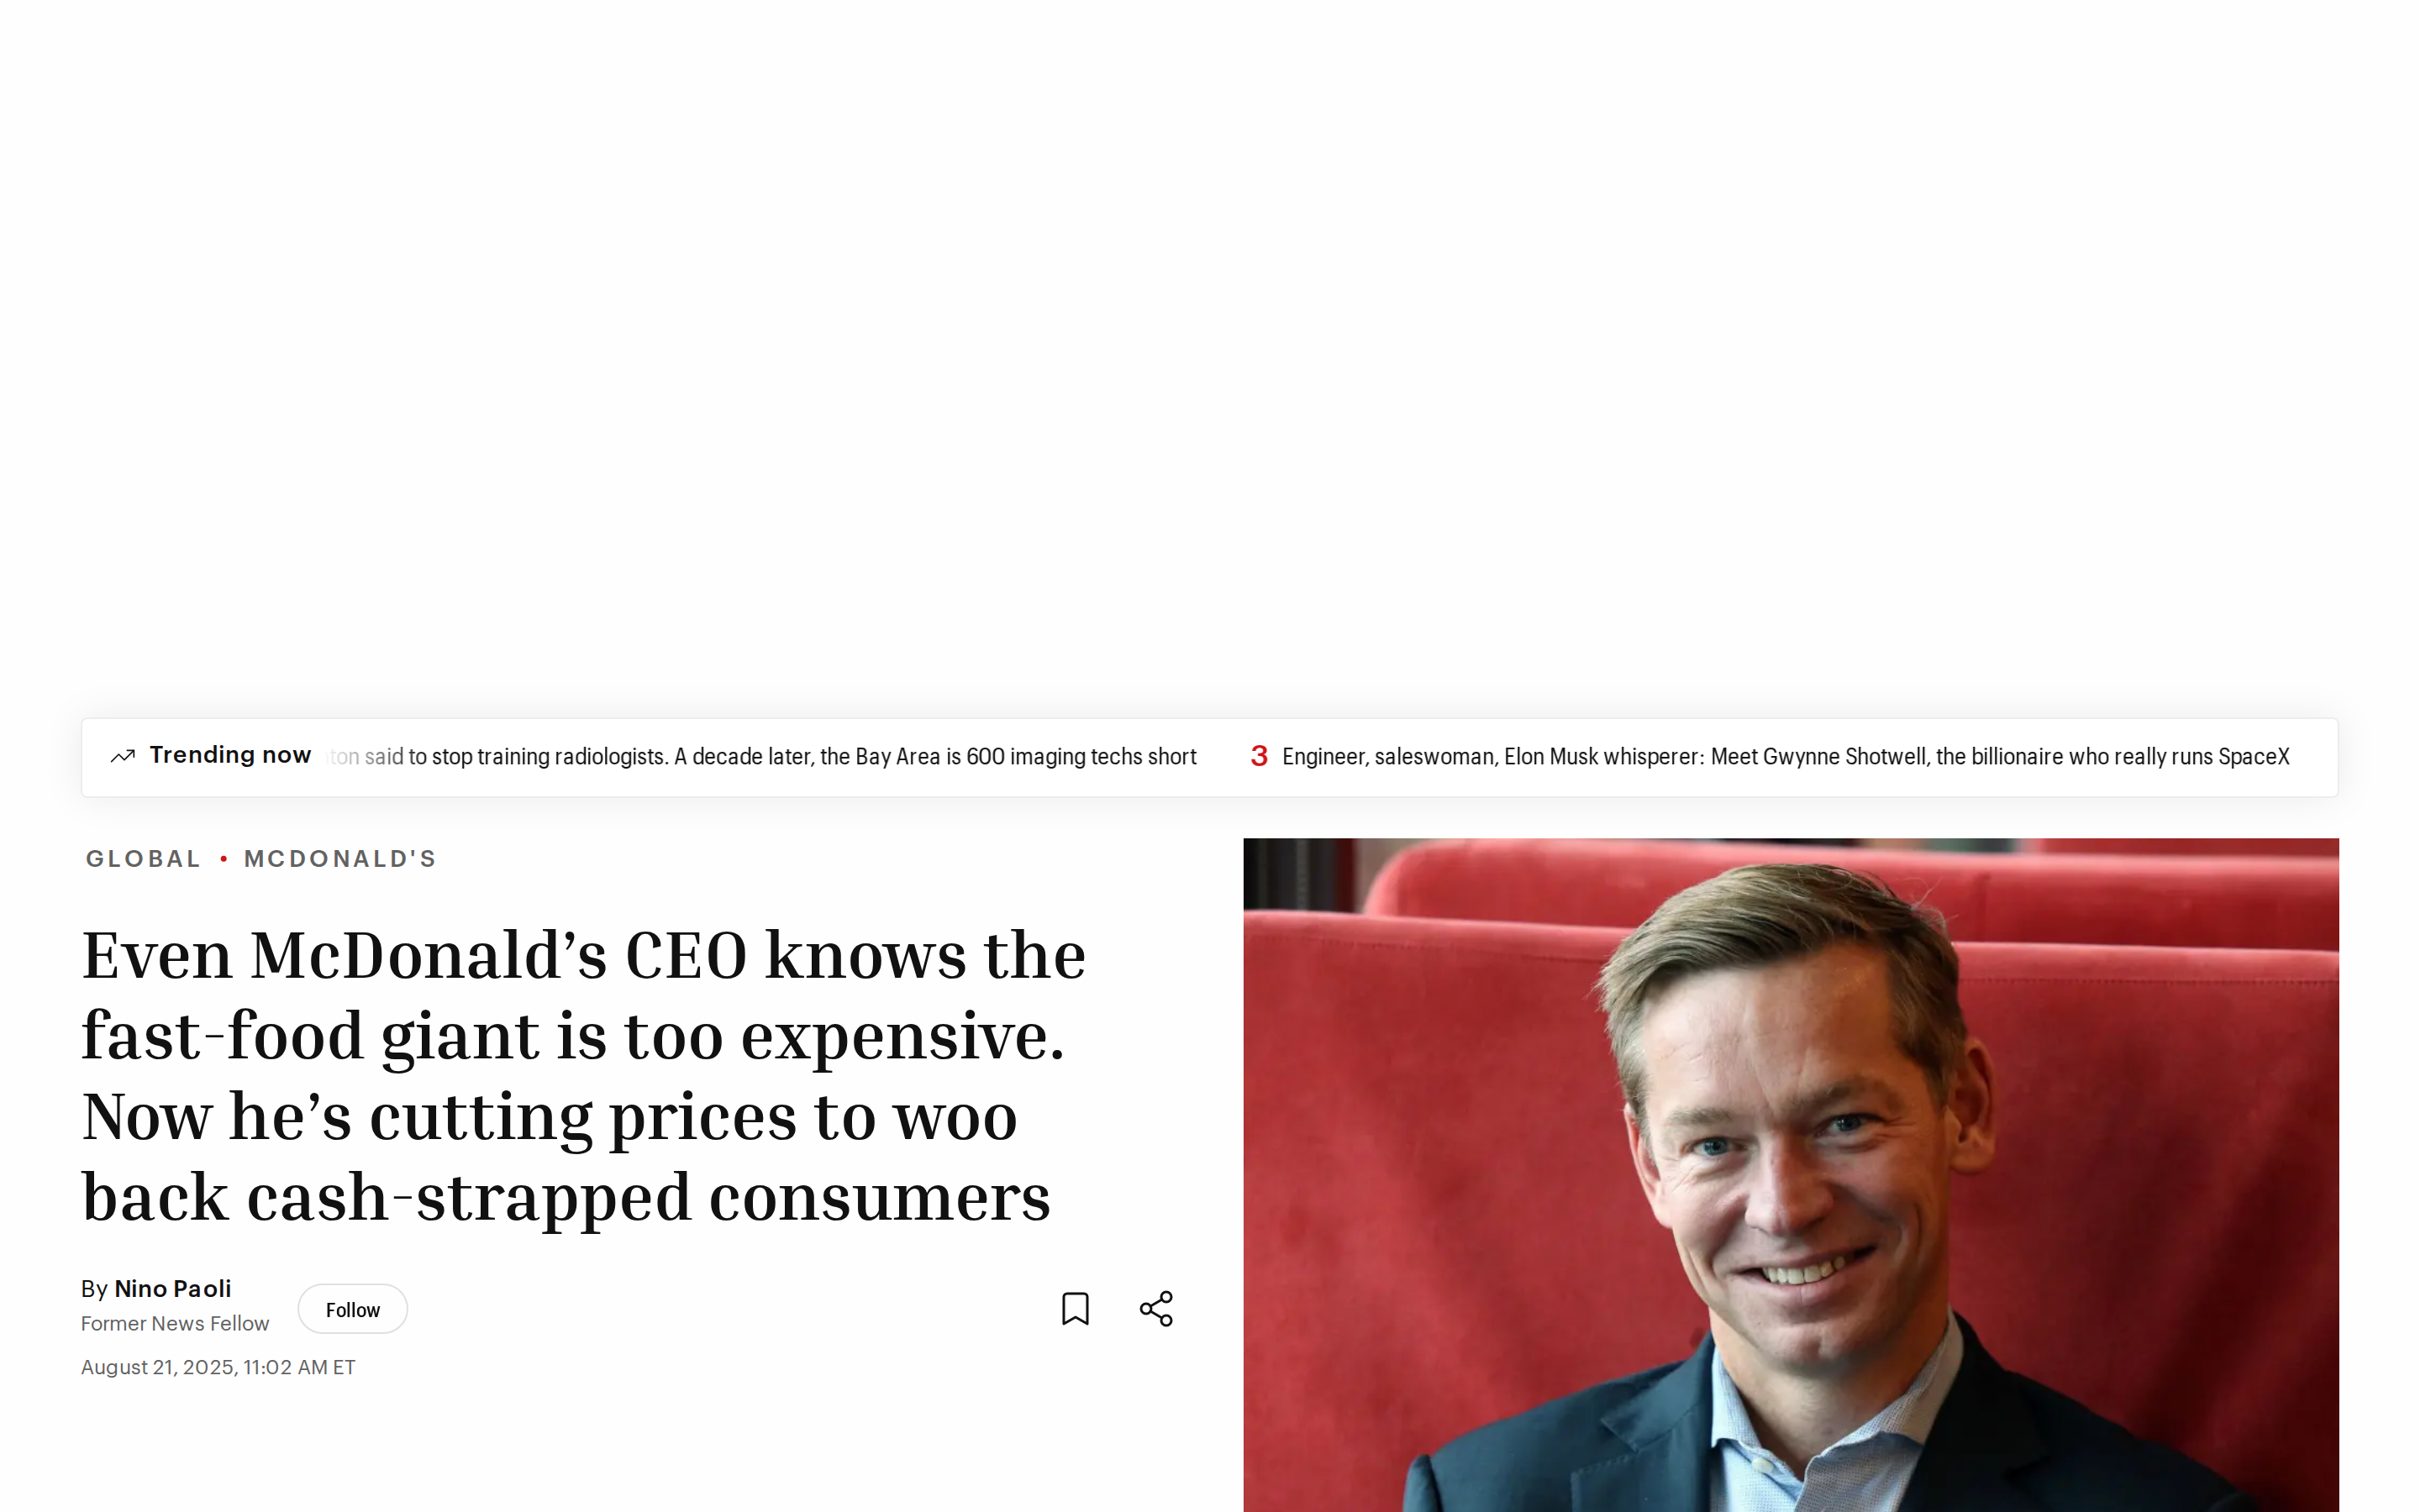 Trending now
said to stop training radiologists. A decade later, the Bay Area is 600 imaging techs short
3 Engineer, saleswoman, Elon Musk whisperer: Meet Gwynne Shotwell, the billionaire who really runs SpaceX
GLOBAL • MCDONALD'S
Even McDonald’s CEO knows the
fast-food giant is too expensive.
Now he’s cutting prices to woo
back cash-strapped consumers
By Nino Paoli
Former News Fellow
Follow
August 21, 2025, 11:02 AM ET